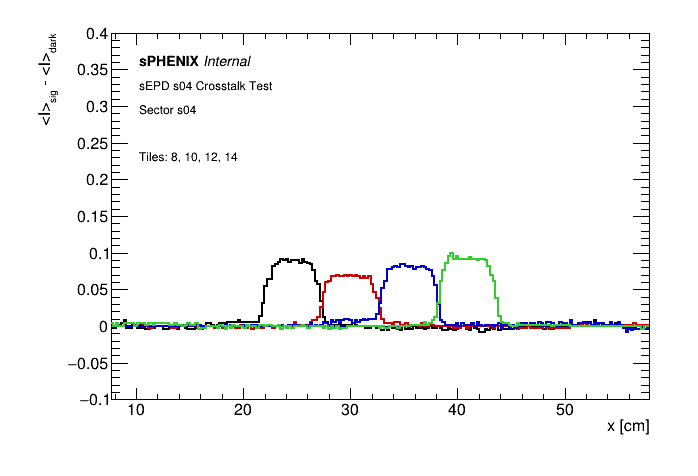 <I>sig - <I>dark
0.4
0.35
0.3
0.25
0.2
0.15
0.1
0.05
0
−0.05
−0.1
sPHENIX Internal
sEPD s04 Crosstalk Test
Sector s04
Tiles: 8, 10, 12, 14
10 20 30 40 50
x [cm]